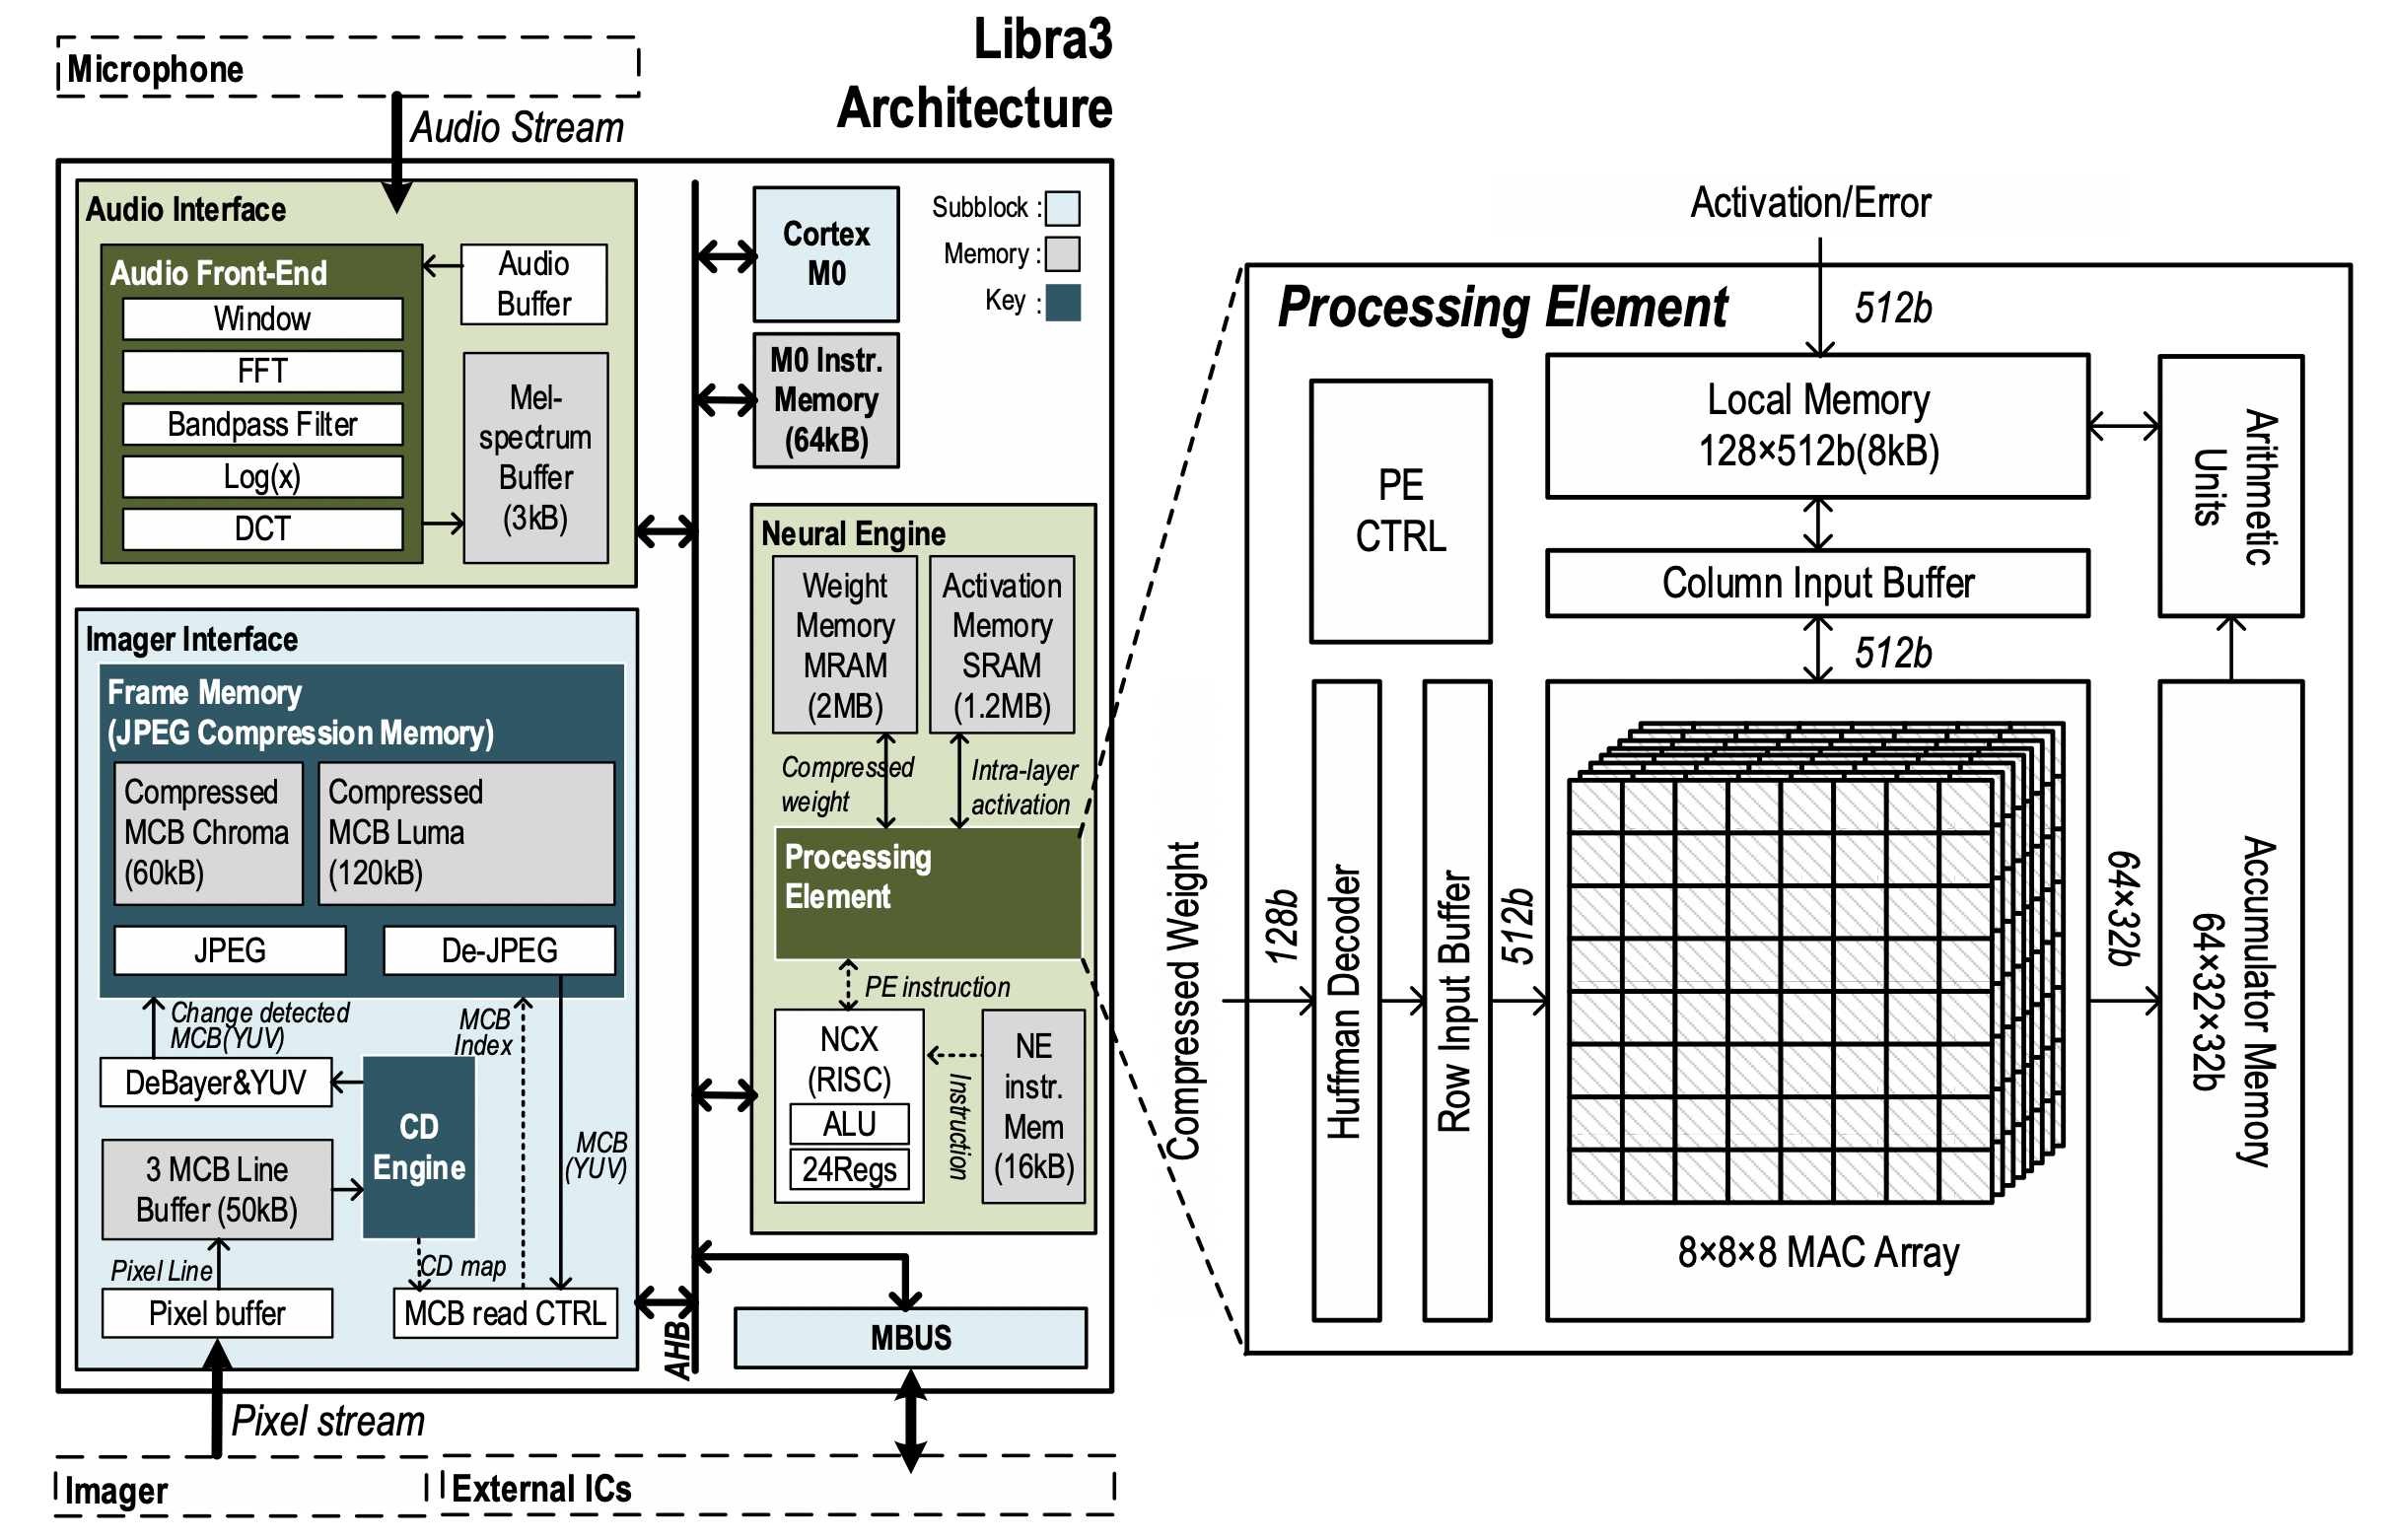 Libra3
Architecture
Microphone
Audio Stream
Audio Interface
Audio Front-End
Window
FFT
Bandpass Filter
Log(x)
DCT
Audio
Buffer
Mel-
spectrum
Buffer
(3kB)
Imager Interface
Frame Memory
(JPEG Compression Memory)
Compressed
MCB Chroma
(60kB)
Compressed
MCB Luma
(120kB)
JPEG
De-JPEG
Change detected
MCB(YUV)
MCB
Index
DeBayer&YUV
CD
Engine
MCB
(YUV)
3 MCB Line
Buffer (50kB)
Pixel Line
CD map
Pixel buffer
MCB read CTRL
Pixel stream
Imager
External ICs
AHB
Cortex
M0
M0 Instr.
Memory
(64kB)
Subblock :
Memory :
Key :
Neural Engine
Weight
Memory
MRAM
(2MB)
Activation
Memory
SRAM
(1.2MB)
Compressed
weight
Intra-layer
activation
Processing
Element
PE instruction
NCX
(RISC)
ALU
24Regs
Instruction
NE
instr.
Mem
(16kB)
MBUS
Activation/Error
Processing Element
512b
PE
CTRL
Local Memory
128×512b(8kB)
Arithmetic
Units
Column Input Buffer
512b
Compressed Weight
128b
Huffman Decoder
Row Input Buffer
512b
8×8×8 MAC Array
64×32b
Accumulator Memory
64×32×32b